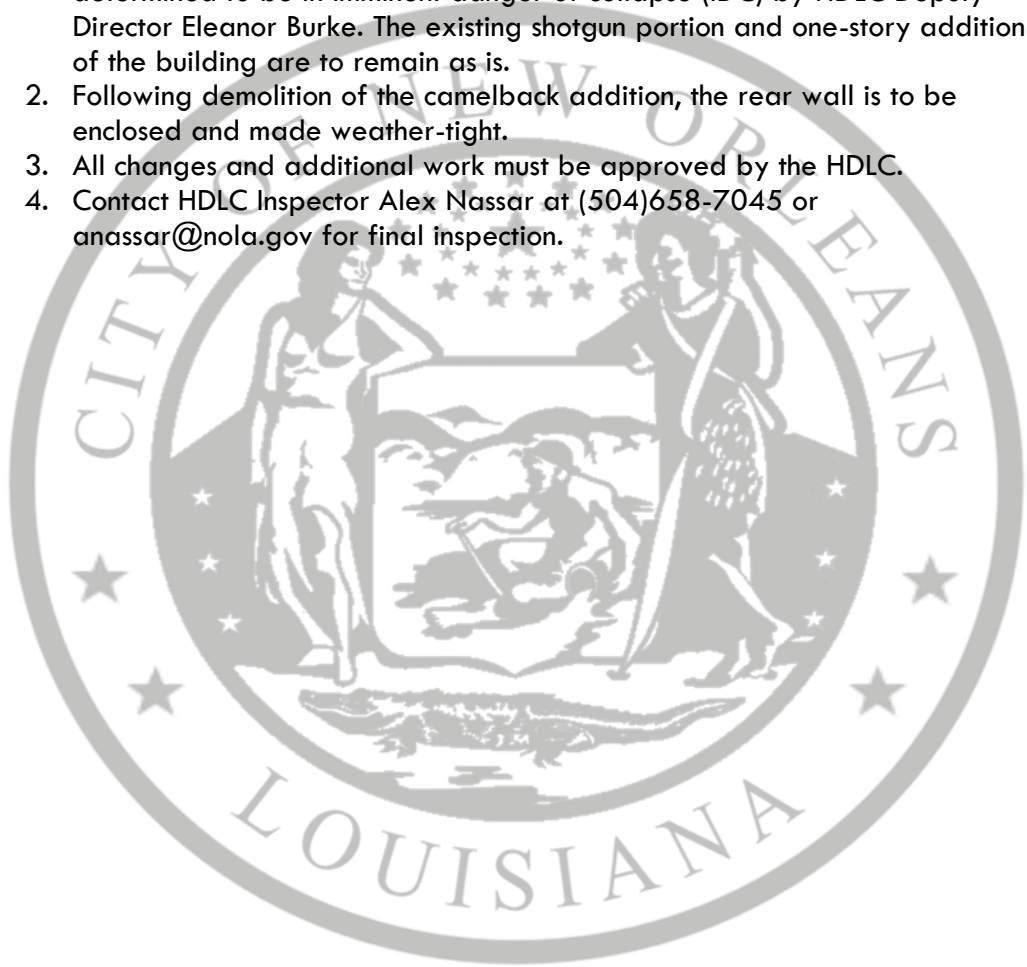 determined to be in imminent danger of collapse (IDC) by HDLC Deputy
Director Eleanor Burke. The existing shotgun portion and one-story addition
of the building are to remain as is.
2. Following demolition of the camelback addition, the rear wall is to be
enclosed and made weather-tight.
3. All changes and additional work must be approved by the HDLC.
4. Contact HDLC Inspector Alex Nassar at (504)658-7045 or
anassar@nola.gov for final inspection.
CITY OF NEW ORLEANS
LOUISIANA